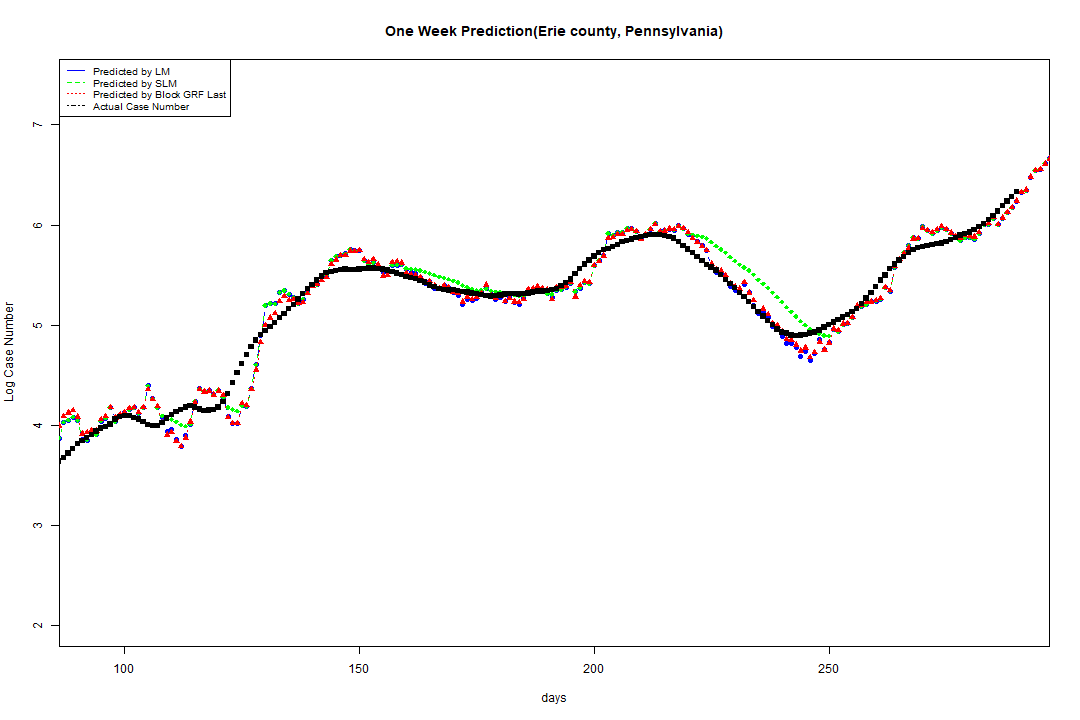 One Week Prediction(Erie county, Pennsylvania)
Predicted by LM
Predicted by SLM
Predicted by Block GRF Last
Actual Case Number
7
6
5
4
3
2
Log Case Number
100 150 200 250
days